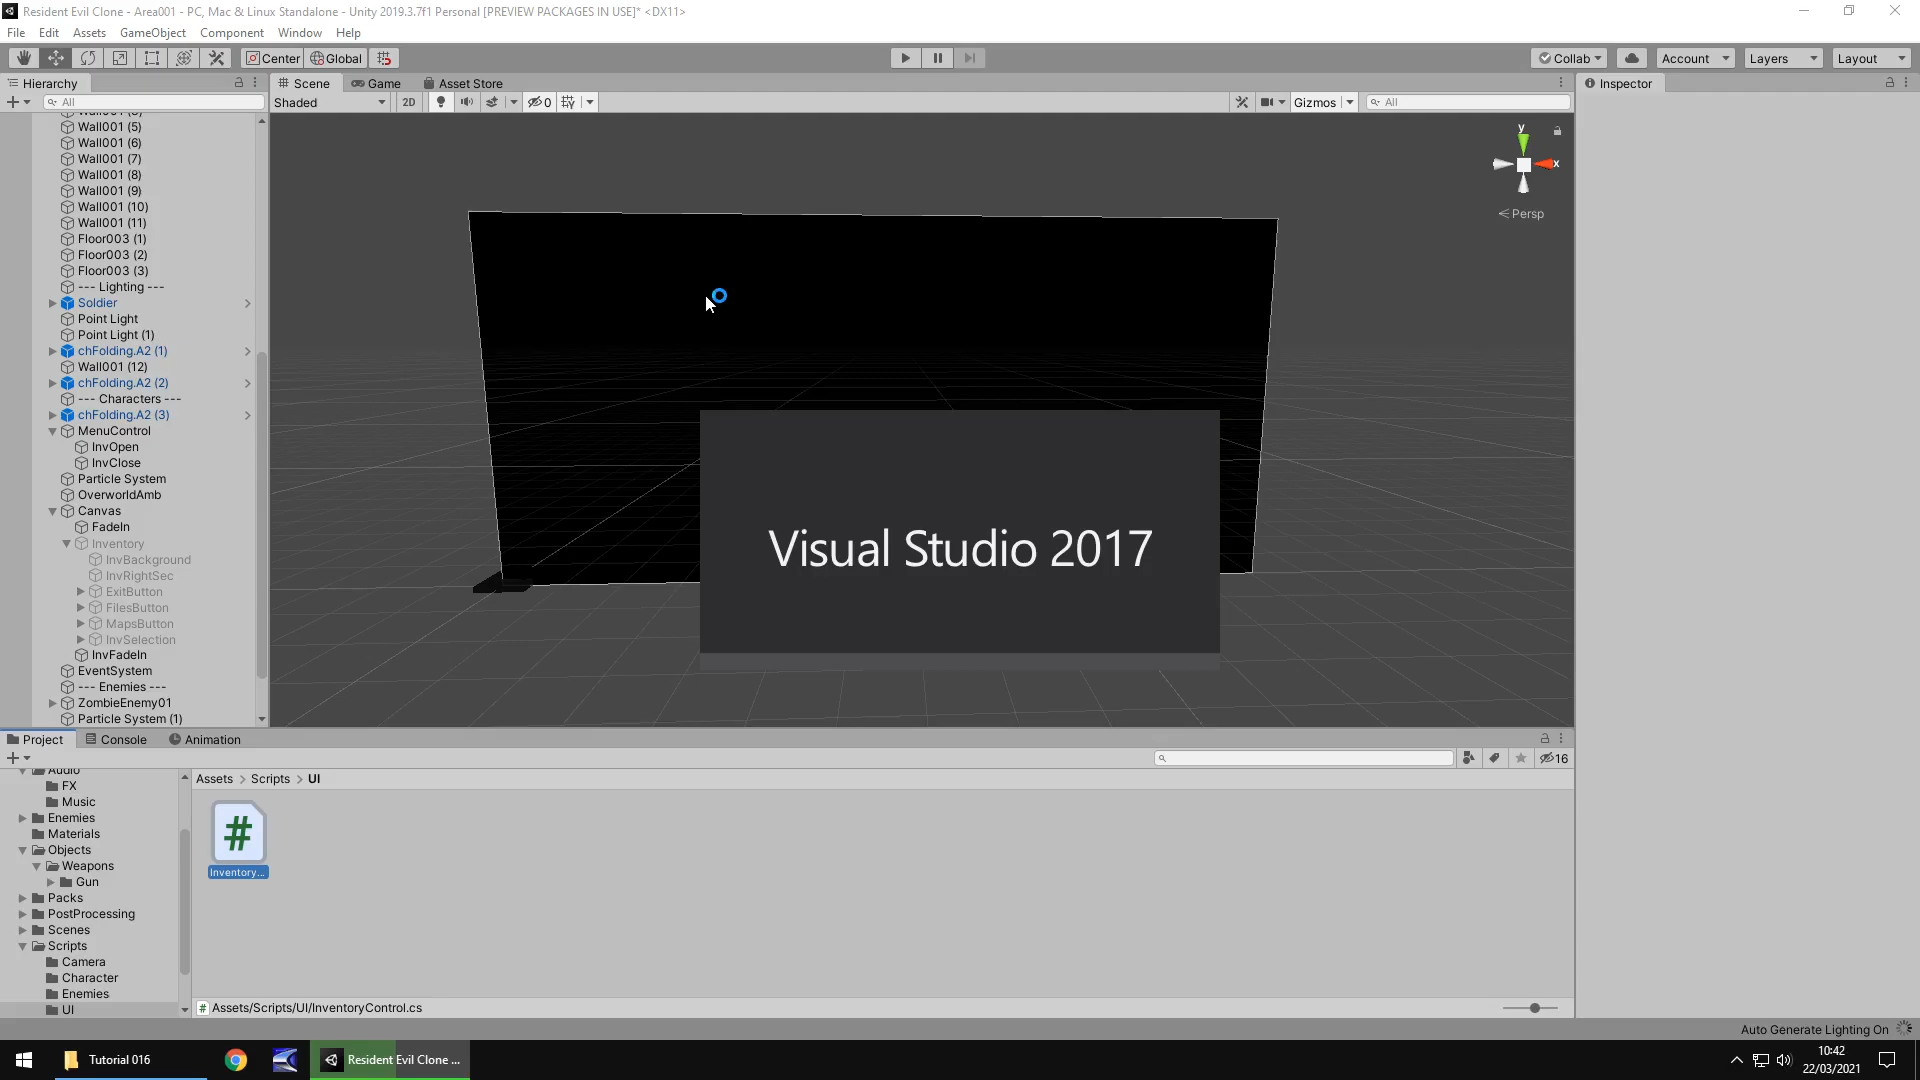 Resident Evil Clone - Area001 - PC, Mac & Linux Standalone - Unity 2019.3.7f1 Personal [PREVIEW PACKAGES IN USE]* <DX11>
File Edit Assets GameObject Component Window Help
Center Global Collab Account Layers Layout
Hierarchy
Scene Game Asset Store
Inspector
All
Shaded 2D 0 Gizmos All
Wall001 (5)
Wall001 (6)
Wall001 (7)
Wall001 (8)
Wall001 (9)
Wall001 (10)
Wall001 (11)
Floor003 (1)
Floor003 (2)
Floor003 (3)
--- Lighting ---
Soldier
Point Light
Point Light (1)
chFolding.A2 (1)
Wall001 (12)
chFolding.A2 (2)
--- Characters ---
chFolding.A2 (3)
MenuControl
InvOpen
InvClose
Particle System
OverworldAmb
Canvas
FadeIn
Inventory
InvBackground
InvRightSec
ExitButton
FilesButton
MapsButton
InvSelection
InvFadeIn
EventSystem
--- Enemies ---
ZombieEnemy01
Particle System (1)
y
x
Persp
Visual Studio 2017
Project Console Animation
16
Audio
FX
Music
Enemies
Materials
Objects
Weapons
Gun
Packs
PostProcessing
Scenes
Scripts
Camera
Character
Enemies
UI
Assets > Scripts > UI
#
Inventory...
# Assets/Scripts/UI/InventoryControl.cs
Auto Generate Lighting On
Tutorial 016
Resident Evil Clone ...
10:42
22/03/2021